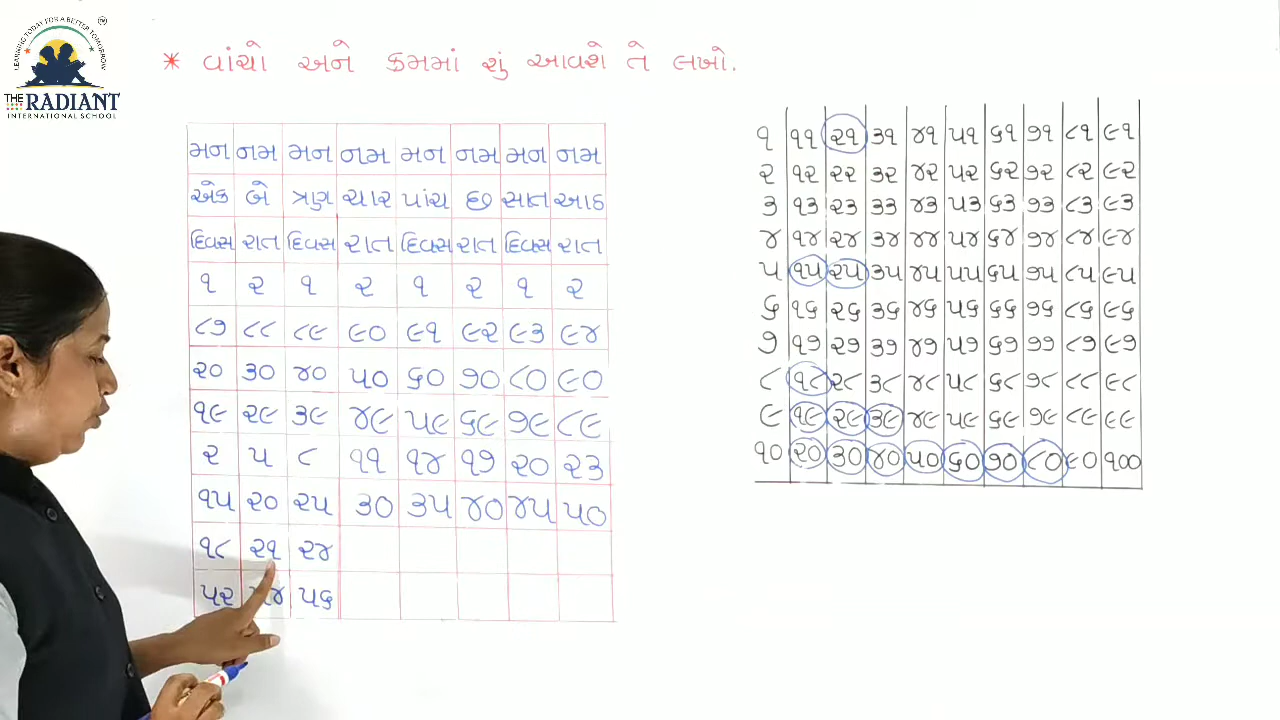 LEARNING TODAY FOR A BETTER TOMORROW
THE RADIANT
INTERNATIONAL SCHOOL
* વાંચો અને ક્રમમાં શું આવશે તે લખો.
મન નમ મન નમ મન નમ મન નમ
એક બે ત્રણ ચાર પાંચ છ સાત આઠ
દિવસ રાત દિવસ રાત દિવસ રાત દિવસ રાત
૧ ૨ ૧ ૨ ૧ ૨ ૧ ૨
૮૭ ૮૮ ૮૯ ૯૦ ૯૧ ૯૨ ૯૩ ૯૪
૨૦ ૩૦ ૪૦ ૫૦ ૬૦ ૭૦ ૮૦ ૯૦
૧૯ ૨૯ ૩૯ ૪૯ ૫૯ ૬૯ ૭૯ ૮૯
૨ ૫ ૮ ૧૧ ૧૪ ૧૭ ૨૦ ૨૩
૧૫ ૨૦ ૨૫ ૩૦ ૩૫ ૪૦ ૪૫ ૫૦
૧૮ ૨૧ ૨૪
૫૨ ૫૬
૧ ૧૧ ૨૧ ૩૧ ૪૧ ૫૧ ૬૧ ૭૧ ૮૧ ૯૧
૨ ૧૨ ૨૨ ૩૨ ૪૨ ૫૨ ૬૨ ૭૨ ૮૨ ૯૨
૩ ૧૩ ૨૩ ૩૩ ૪૩ ૫૩ ૬૩ ૭૩ ૮૩ ૯૩
૪ ૧૪ ૨૪ ૩૪ ૪૪ ૫૪ ૬૪ ૭૪ ૮૪ ૯૪
૫ ૧૫ ૨૫ ૩૫ ૪૫ ૫૫ ૬૫ ૭૫ ૮૫ ૯૫
૬ ૧૬ ૨૬ ૩૬ ૪૬ ૫૬ ૬૬ ૭૬ ૮૬ ૯૬
૭ ૧૭ ૨૭ ૩૭ ૪૭ ૫૭ ૬૭ ૭૭ ૮૭ ૯૭
૮ ૧૮ ૨૮ ૩૮ ૪૮ ૫૮ ૬૮ ૭૮ ૮૮ ૯૮
૯ ૧૯ ૨૯ ૩૯ ૪૯ ૫૯ ૬૯ ૭૯ ૮૯ ૯૯
૧૦ ૨૦ ૩૦ ૪૦ ૫૦ ૬૦ ૭૦ ૮૦ ૯૦ ૧૦૦